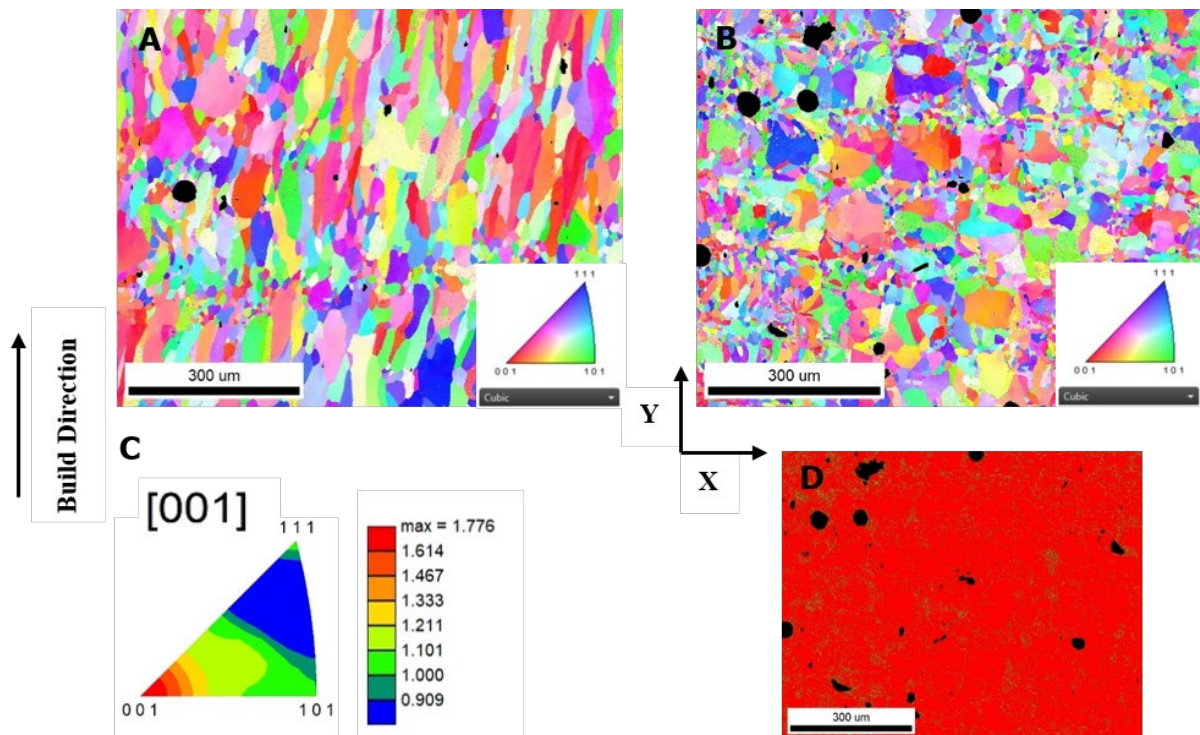 A
B
111
001 101
Cubic
300 um
111
001 101
Cubic
300 um
Build Direction
Y
X
C
[001]
111
001 101
max = 1.776
1.614
1.467
1.333
1.211
1.101
1.000
0.909
D
300 um